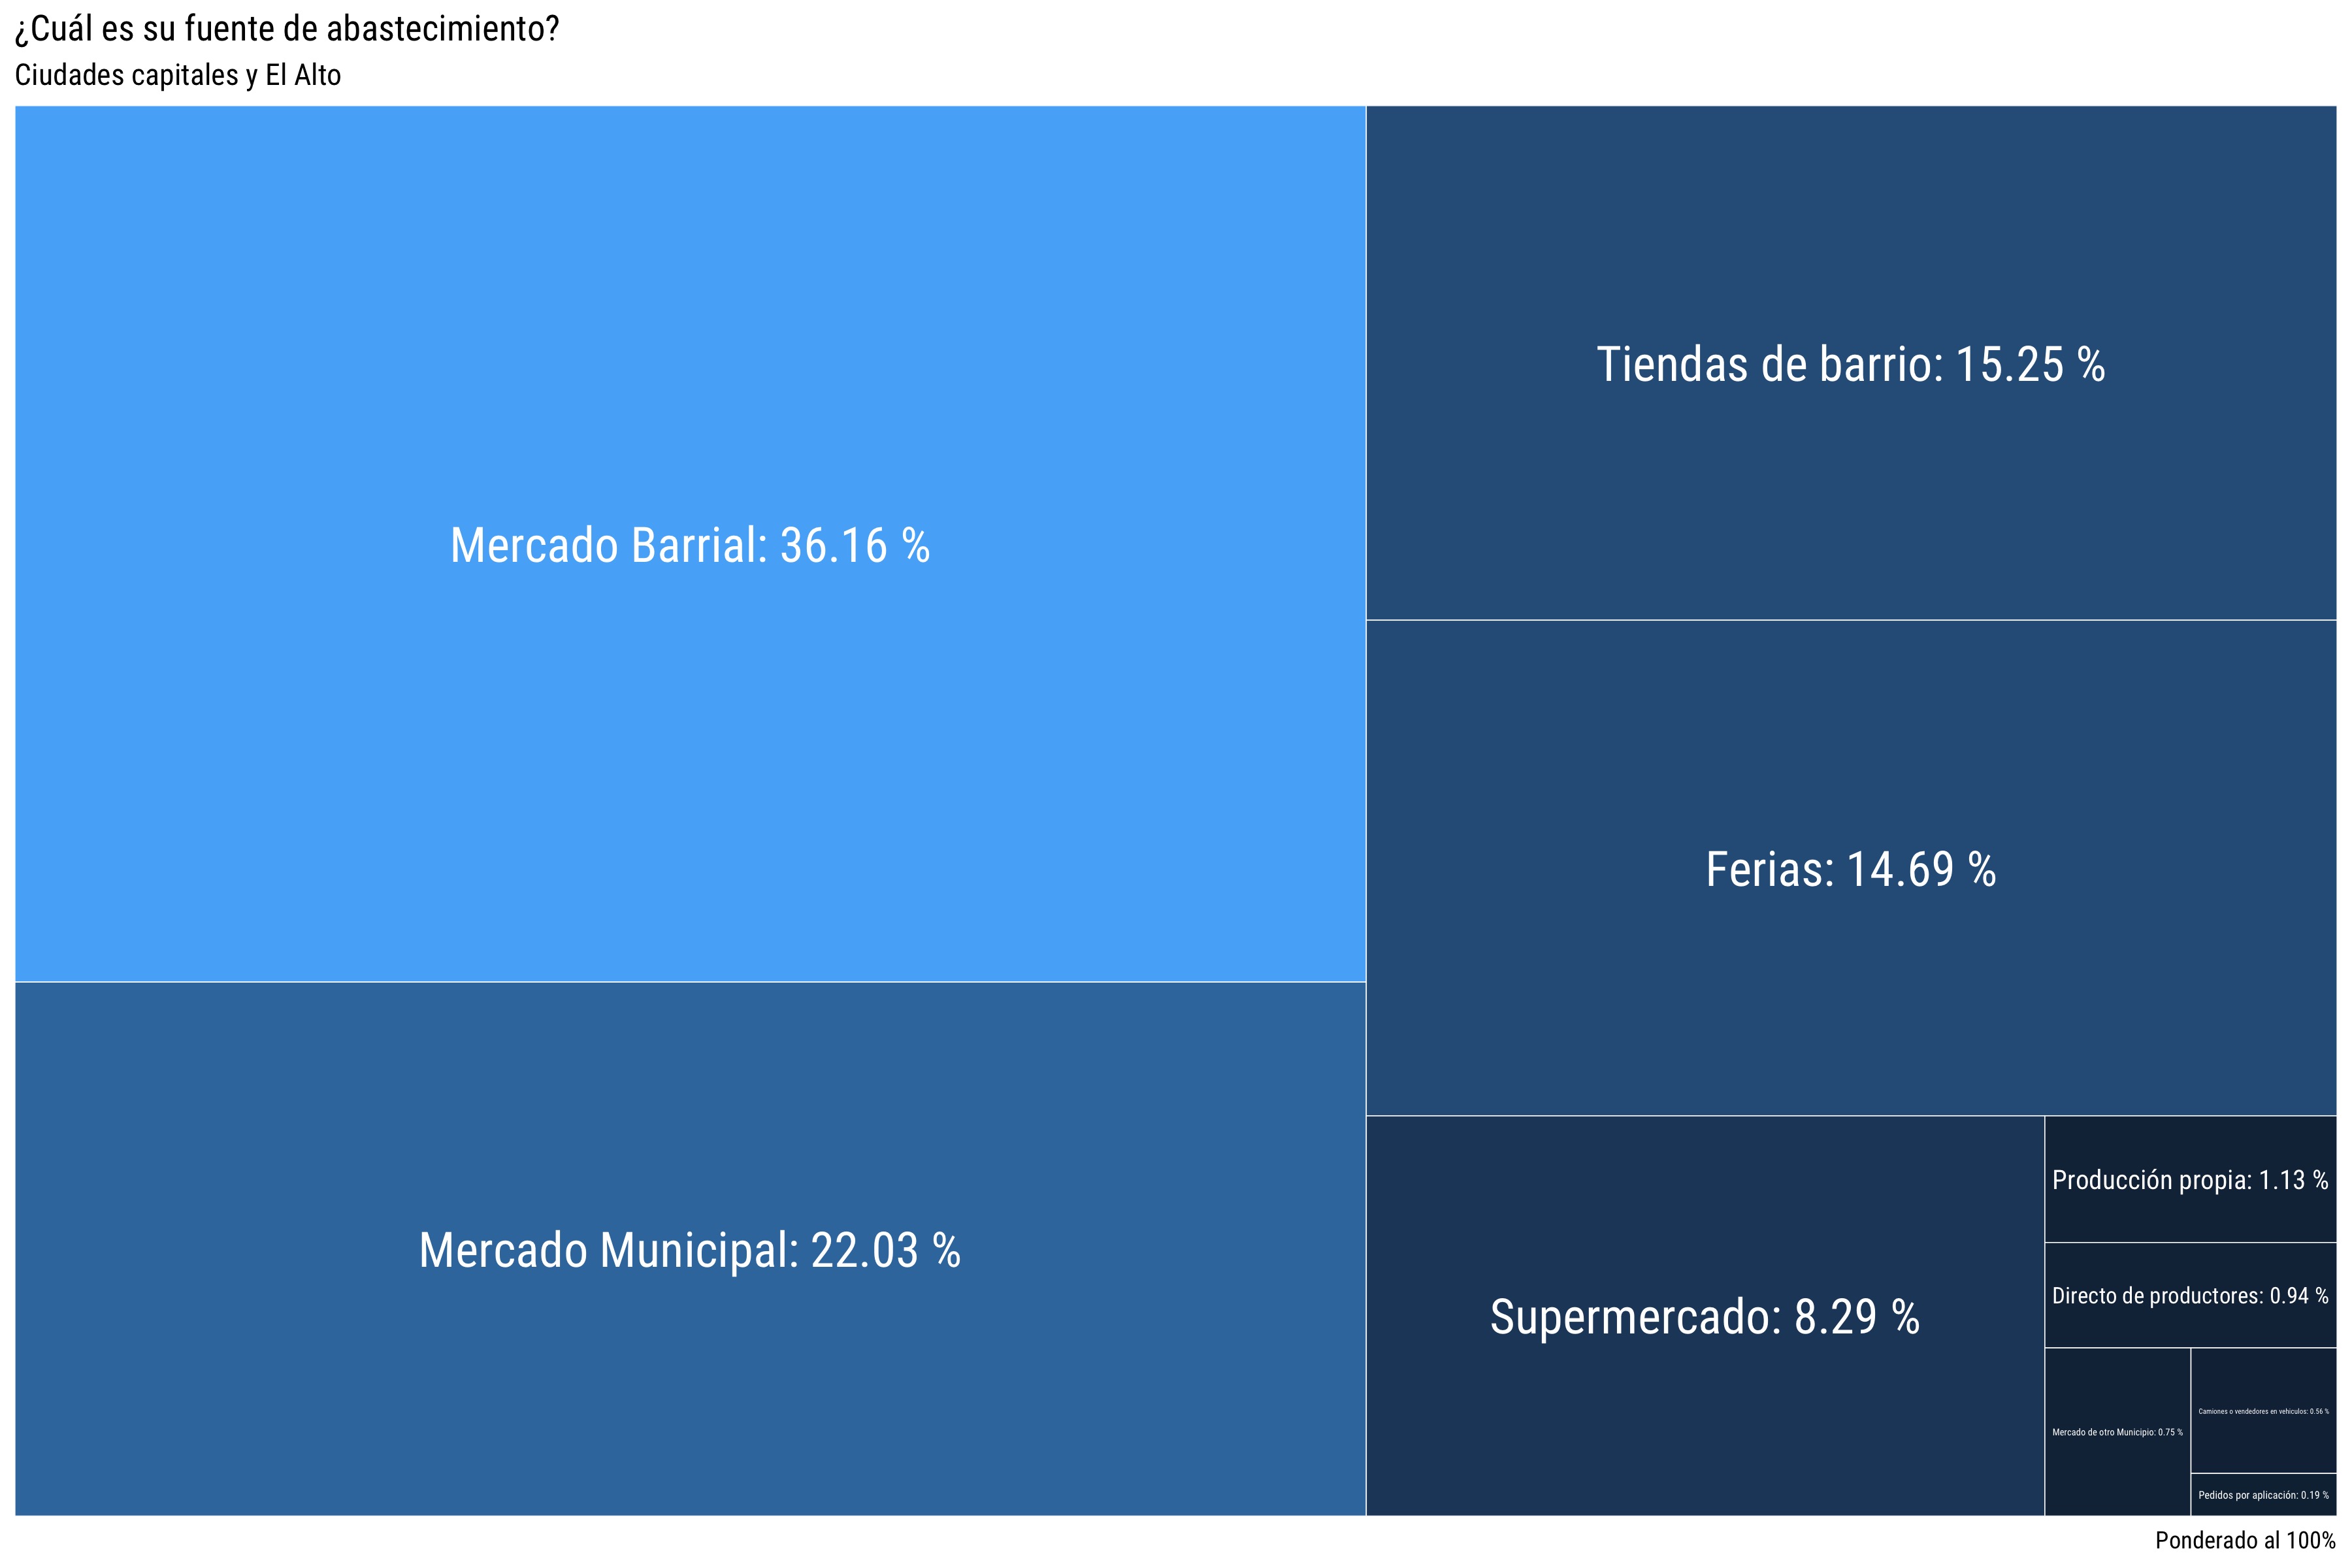 ¿Cuál es su fuente de abastecimiento?
Ciudades capitales y El Alto
Mercado Barrial: 36.16 %
Mercado Municipal: 22.03 %
Tiendas de barrio: 15.25 %
Ferias: 14.69 %
Supermercado: 8.29 %
Producción propia: 1.13 %
Directo de productores: 0.94 %
Mercado de otro Municipio: 0.75 %
Camiones o vendedores en vehiculos: 0.56 %
Pedidos por aplicación: 0.19 %
Ponderado al 100%